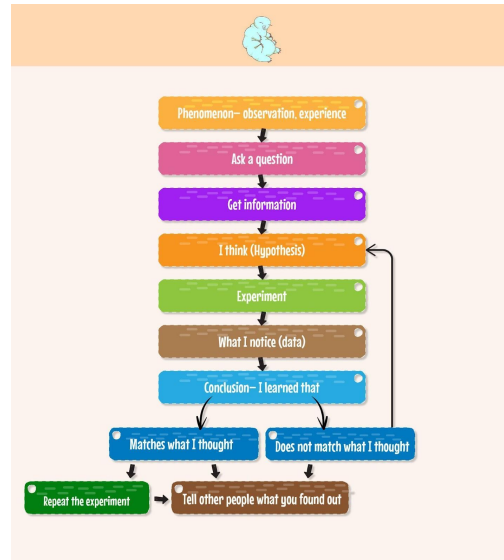 Phenomenon– observation, experience
Ask a question
Get information
I think (Hypothesis)
Experiment
What I notice (data)
Conclusion– I learned that
Matches what I thought
Does not match what I thought
Repeat the experiment
Tell other people what you found out